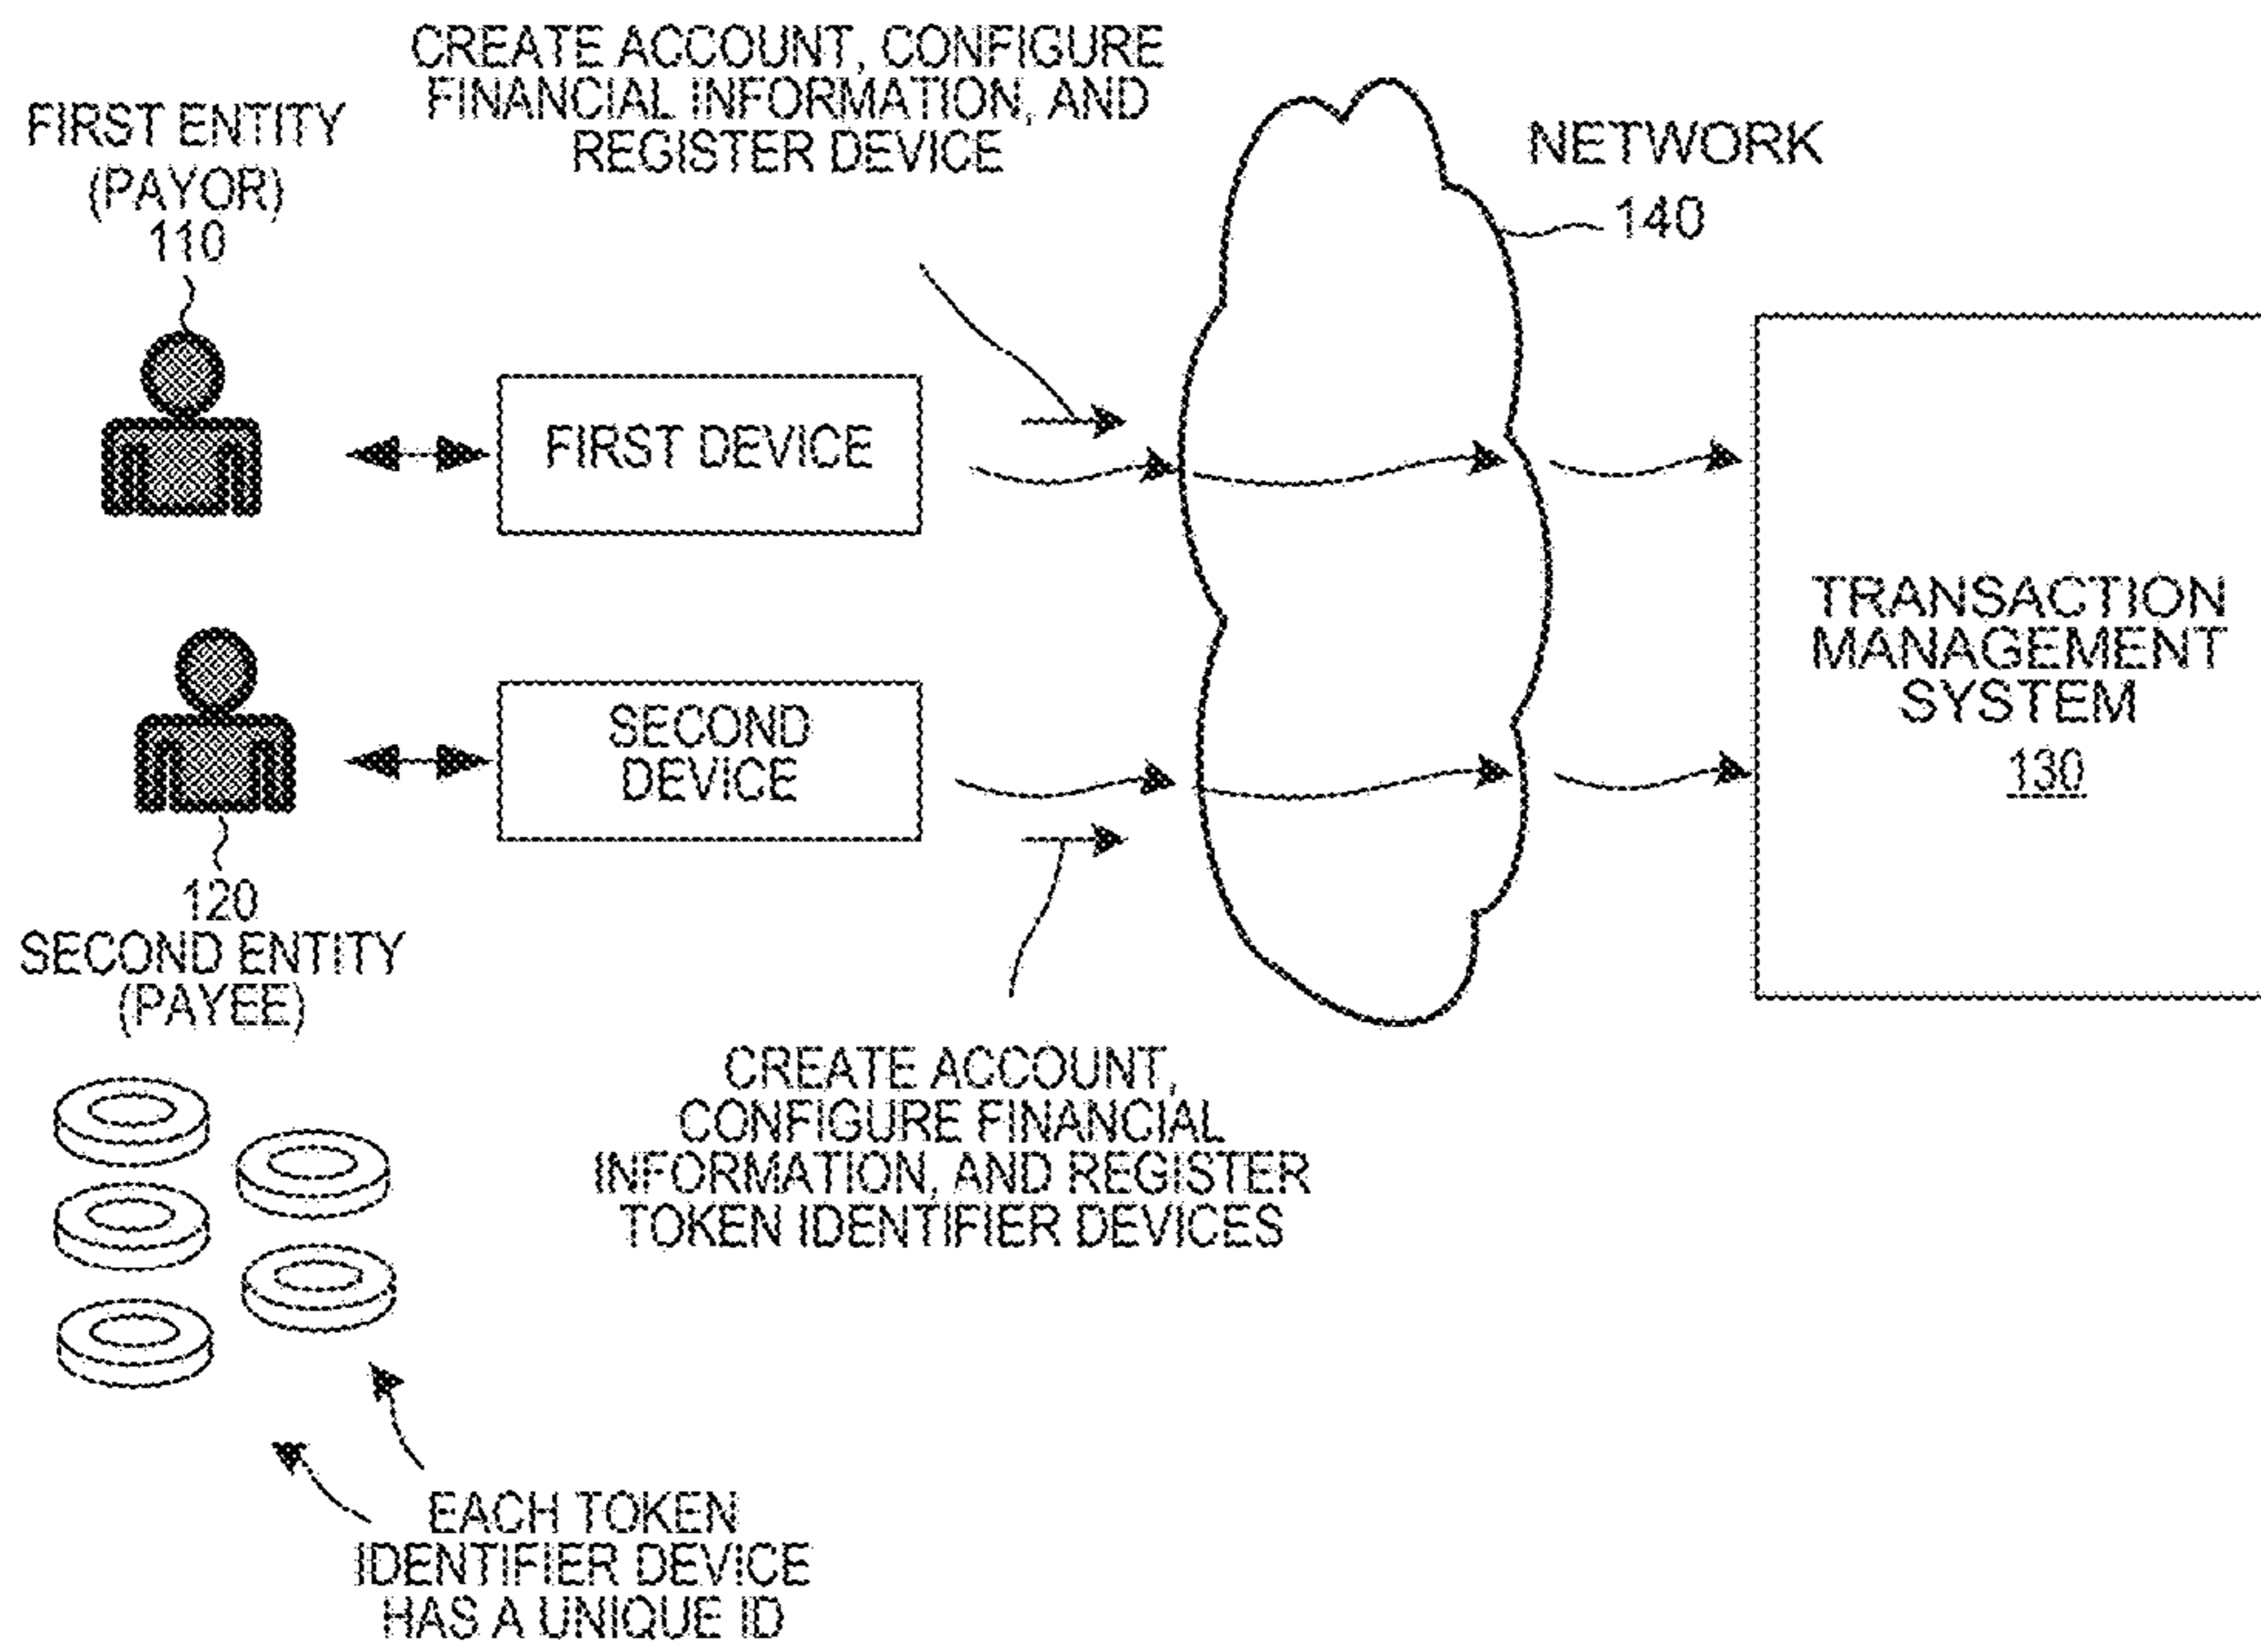 CREATE ACCOUNT, CONFIGURE
FINANCIAL INFORMATION, AND
REGISTER DEVICE
FIRST ENTITY
(PAYOR)
110
NETWORK
140
FIRST DEVICE
SECOND
DEVICE
TRANSACTION
MANAGEMENT
SYSTEM
130
120
SECOND ENTITY
(PAYEE)
CREATE ACCOUNT,
CONFIGURE FINANCIAL
INFORMATION, AND REGISTER
TOKEN IDENTIFIER DEVICES
EACH TOKEN
IDENTIFIER DEVICE
HAS A UNIQUE ID